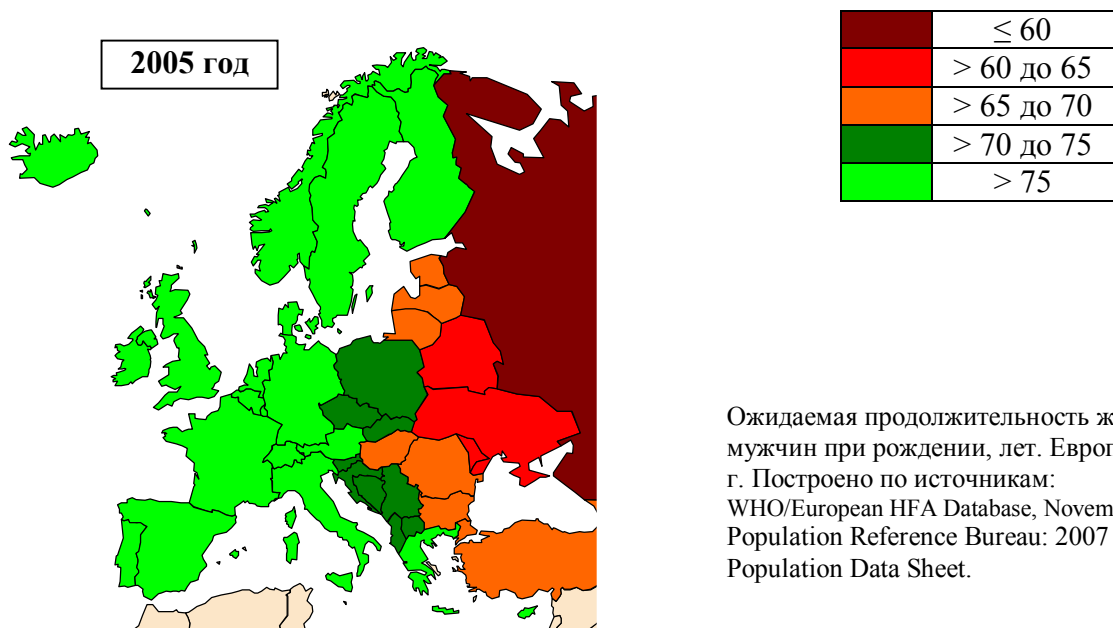 2005 год
≤ 60
> 60 до 65
> 65 до 70
> 70 до 75
> 75
Ожидаемая продолжительность ж
мужчин при рождении, лет. Европ
г. Построено по источникам:
WHO/European HFA Database, Novem
Population Reference Bureau: 2007
Population Data Sheet.